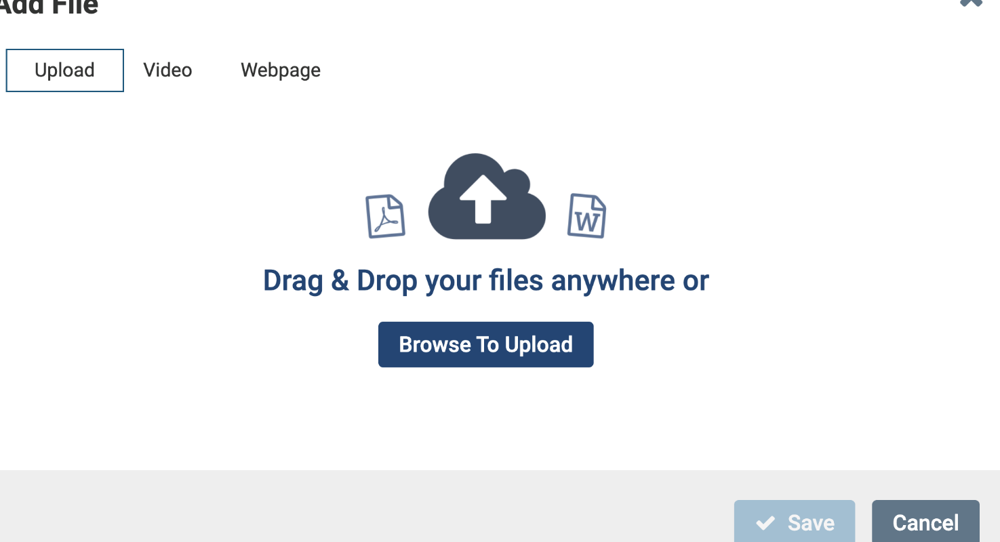 Add File
Upload Video Webpage
W
Drag & Drop your files anywhere or
Browse To Upload
Save Cancel